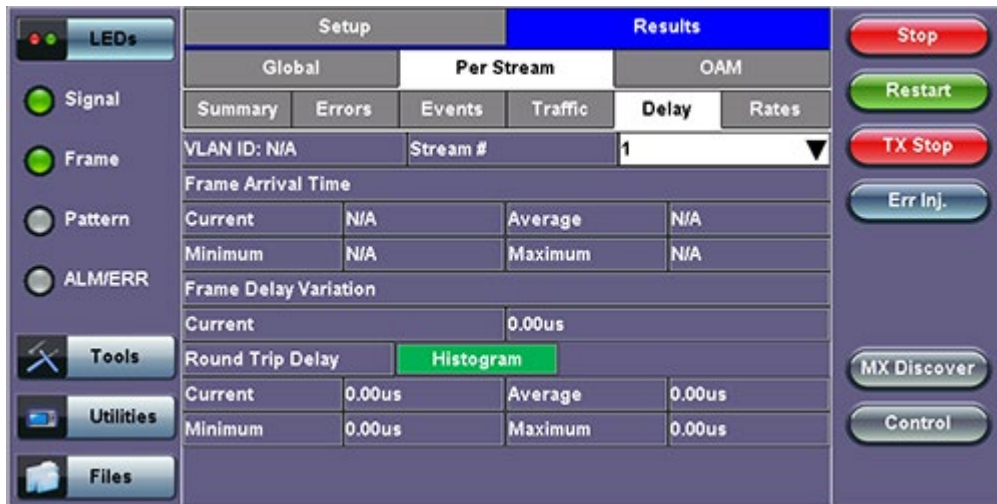 LEDs
Signal
Frame
Pattern
ALM/ERR
Tools
Utilities
Files
Setup Results
Global Per Stream OAM
Summary Errors Events Traffic Delay Rates
VLAN ID: N/A Stream # 1
Frame Arrival Time
Current N/A Average N/A
Minimum N/A Maximum N/A
Frame Delay Variation
Current 0.00us
Round Trip Delay Histogram
Current 0.00us Average 0.00us
Minimum 0.00us Maximum 0.00us
Stop
Restart
TX Stop
Err Inj.
MX Discover
Control